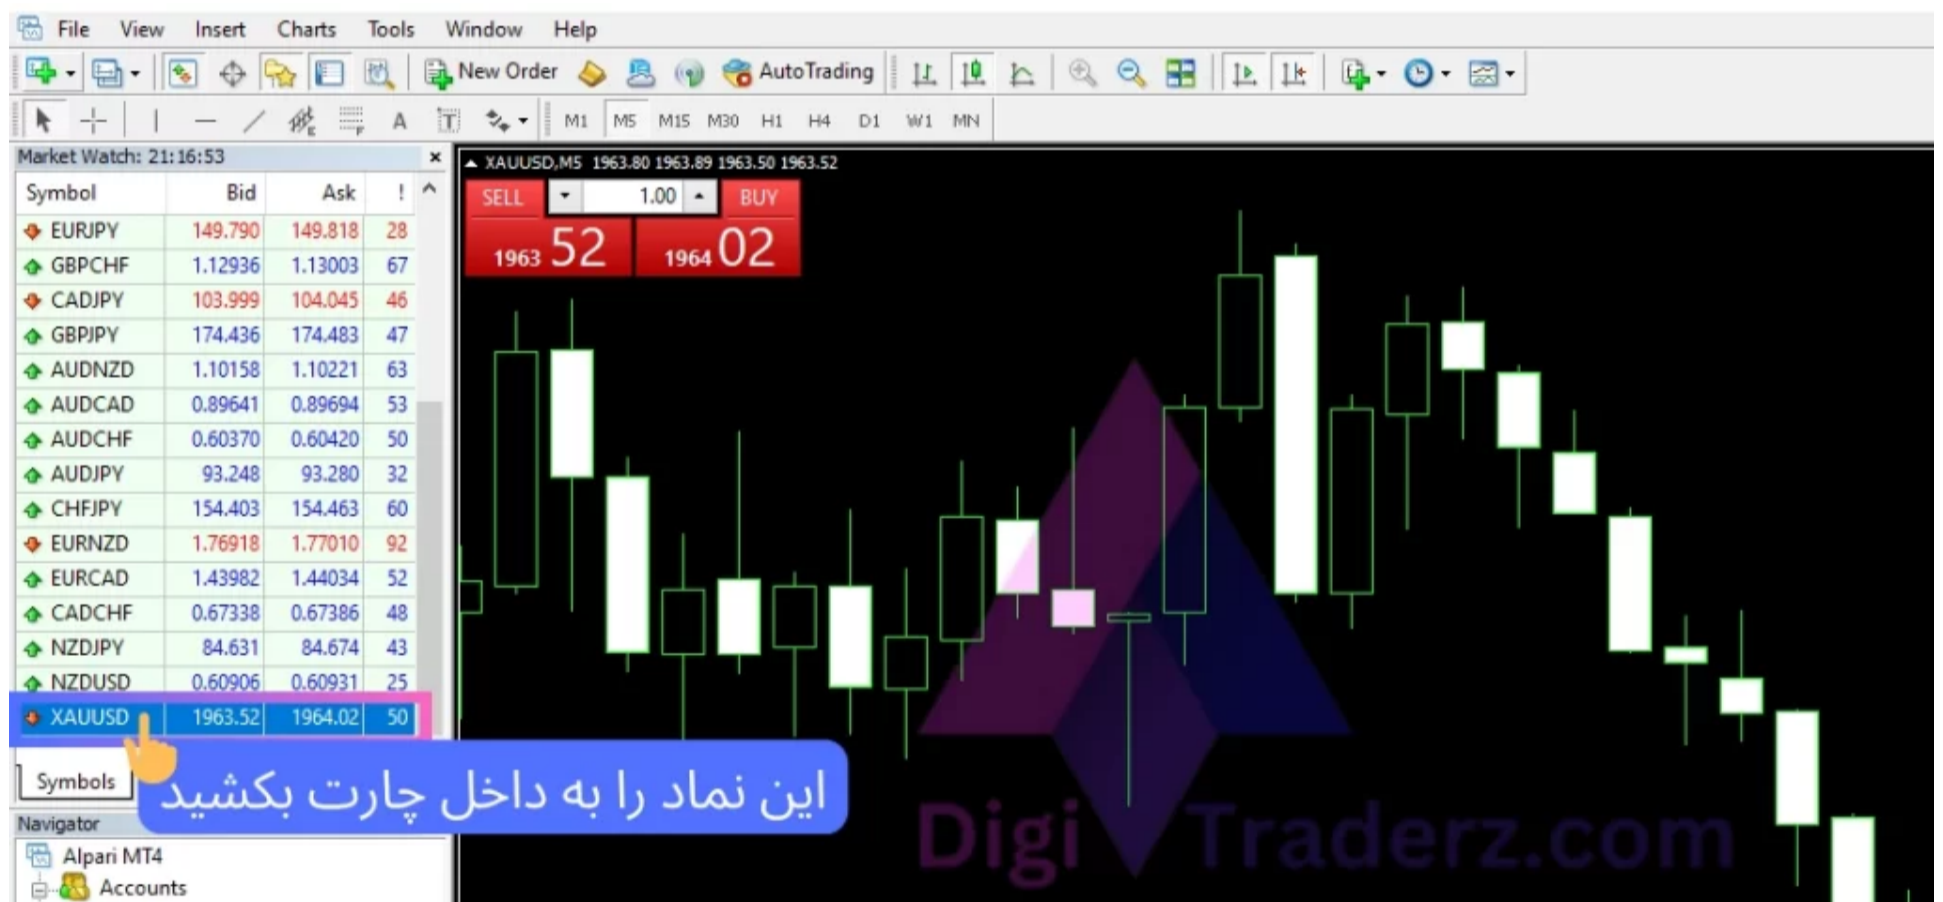 File View Insert Charts Tools Window Help
New Order AutoTrading
A T M1 M5 M15 M30 H1 H4 D1 W1 MN
Market Watch: 21:16:53
Symbol Bid Ask !
EURJPY 149.790 149.818 28
GBPCHF 1.12936 1.13003 67
CADJPY 103.999 104.045 46
GBPJPY 174.436 174.483 47
AUDNZD 1.10158 1.10221 63
AUDCAD 0.89641 0.89694 53
AUDCHF 0.60370 0.60420 50
AUDJPY 93.248 93.280 32
CHFJPY 154.403 154.463 60
EURNZD 1.76918 1.77010 92
EURCAD 1.43982 1.44034 52
CADCHF 0.67338 0.67386 48
NZDJPY 84.631 84.674 43
NZDUSD 0.60906 0.60931 25
XAUUSD 1963.52 1964.02 50
Symbols
این نماد را به داخل چارت بکشید
Navigator
Alpari MT4
Accounts
XAUUSD,M5 1963.80 1963.89 1963.50 1963.52
SELL 1.00 BUY
1963 52 1964 02
Digi Traderz.com